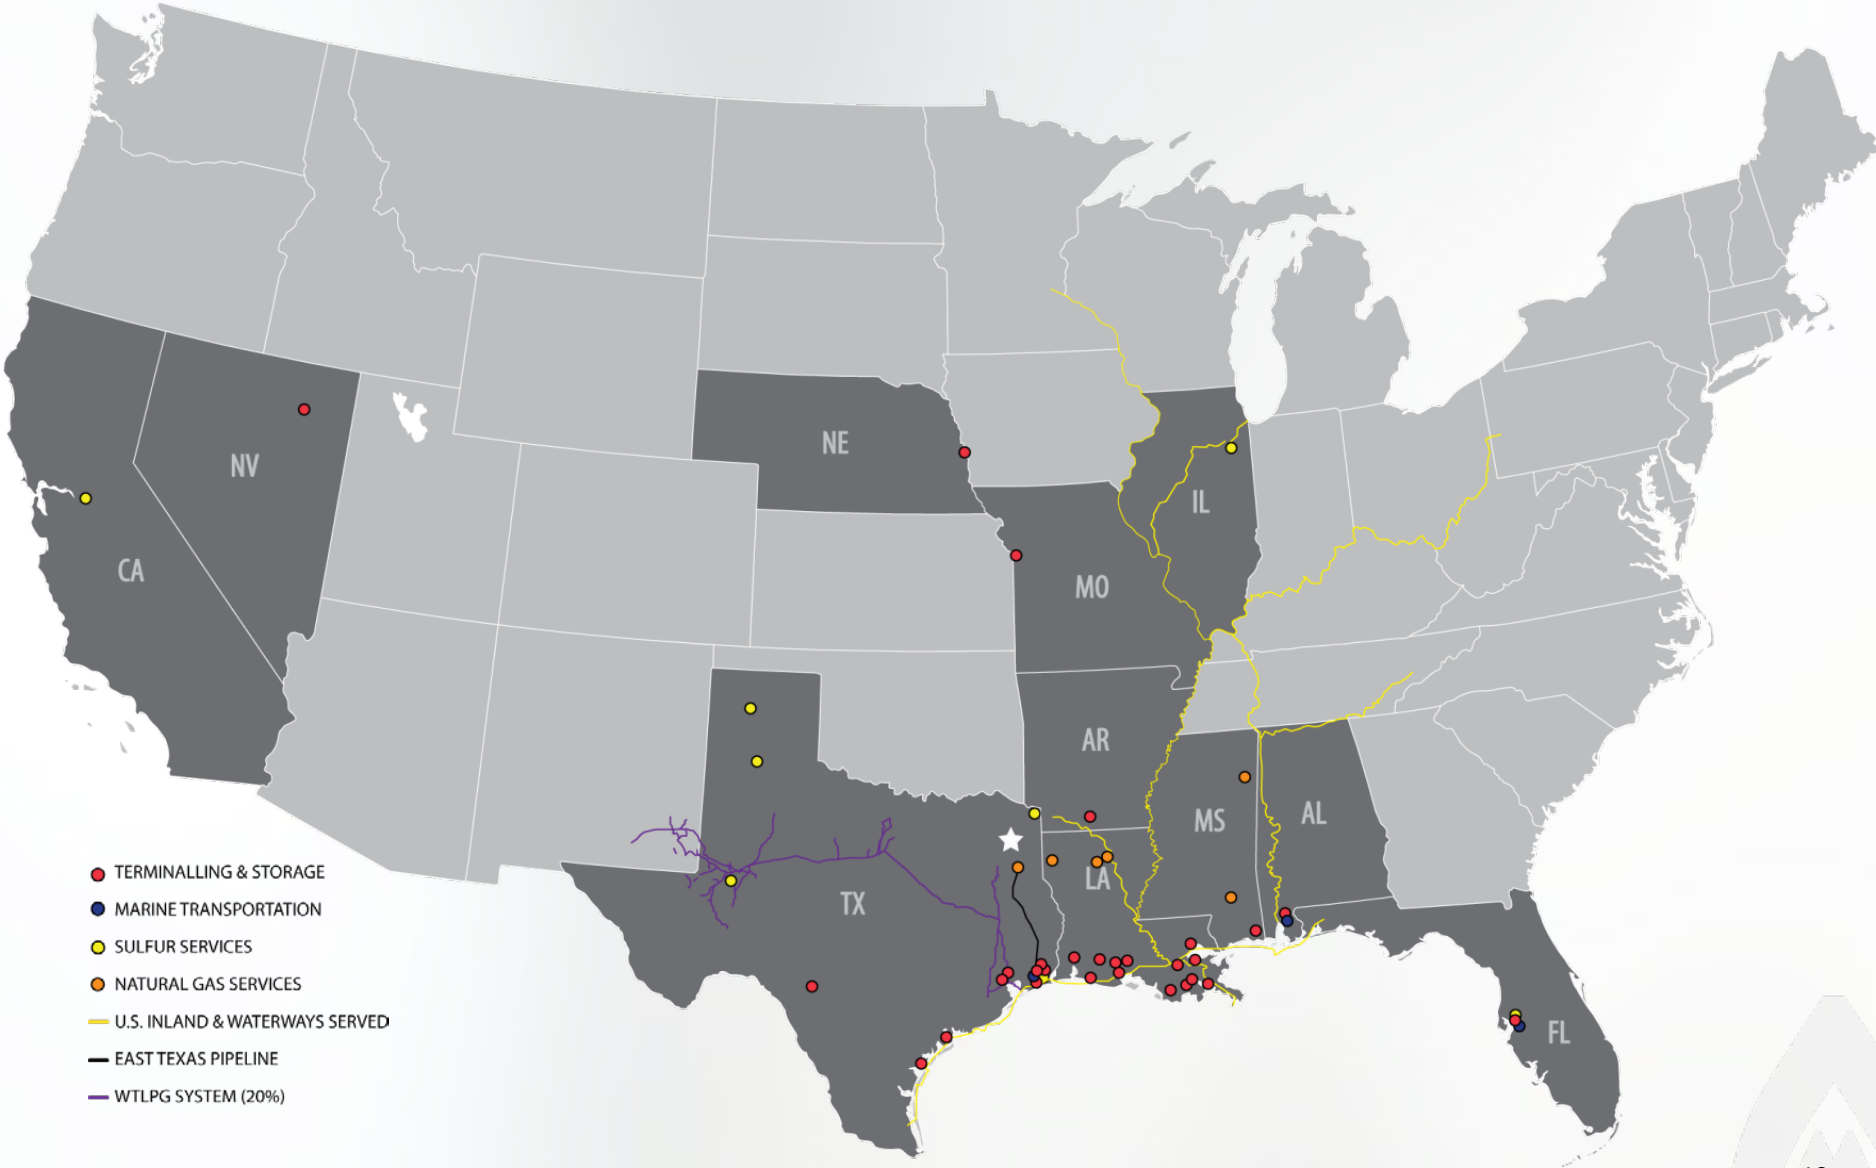 NE
NV
IL
CA
MO
AR
MS
AL
LA
TX
FL
TERMINALLING & STORAGE
MARINE TRANSPORTATION
SULFUR SERVICES
NATURAL GAS SERVICES
U.S. INLAND & WATERWAYS SERVED
EAST TEXAS PIPELINE
WTLPG SYSTEM (20%)